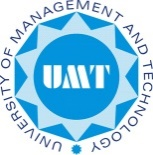 UNIVERSITY OF MANAGEMENT AND TECHNOLOGY
UMT